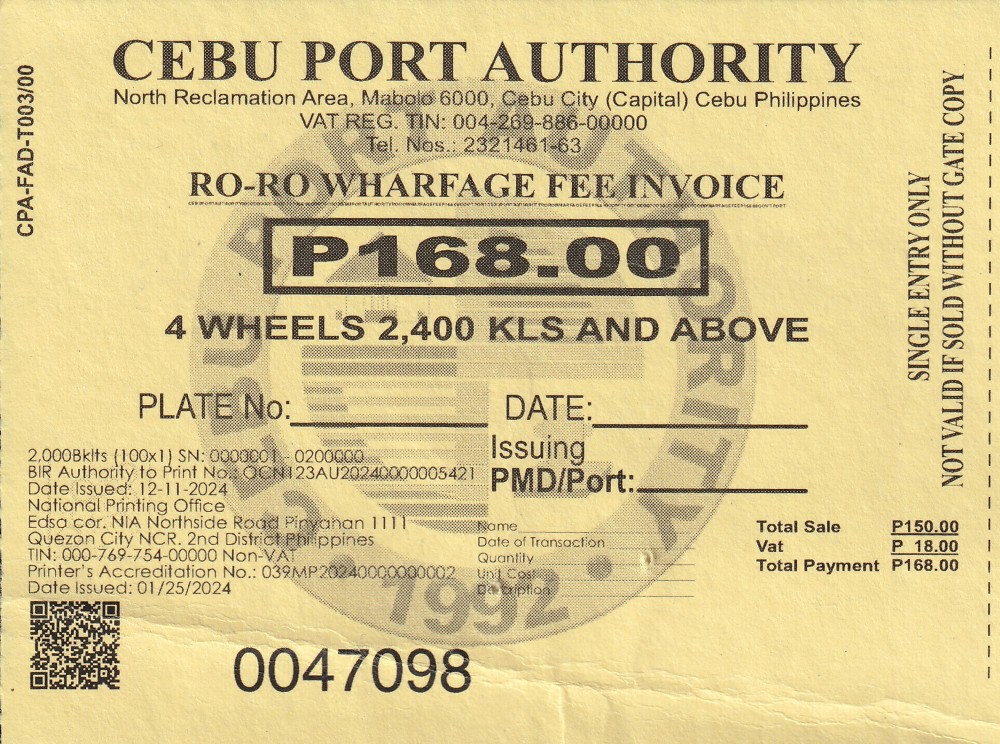 CEBU PORT AUTHORITY
North Reclamation Area, Mabolo 6000, Cebu City (Capital) Cebu Philippines
VAT REG. TIN: 004-269-886-00000
Tel. Nos.: 2321461-63
CPA-FAD-T003/00
RO-RO WHARFAGE FEE INVOICE
P168.00
4 WHEELS 2,400 KLS AND ABOVE
SINGLE ENTRY ONLY
NOT VALID IF SOLD WITHOUT GATE COPY
PLATE No:
DATE:
Issuing
PMD/Port:
2,000Bklts (100x1) SN: 0000001 - 0200000
BIR Authority to Print No.: OCN123AU20240000005421
Date Issued: 12-11-2024
National Printing Office
Edsa cor. NIA Northside Road Pinyahan 1111
Quezon City NCR. 2nd District Philippines
TIN: 000-769-754-00000 Non-VAT
Printer's Accreditation No.: 039MP20240000000002
Date Issued: 01/25/2024
Name
Date of Transaction
Quantity
Unit Cost
Description
Total Sale P150.00
Vat P 18.00
Total Payment P168.00
CEBU PORT AUTHORITY
1992
0047098